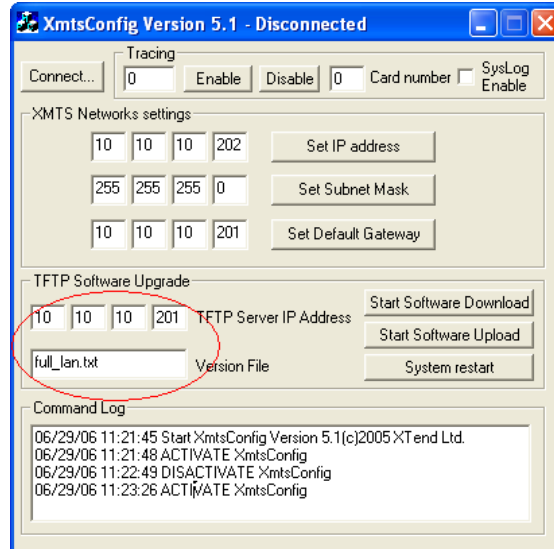 XmtsConfig Version 5.1 - Disconnected
Tracing
Connect... 0 Enable Disable 0 Card number SysLog Enable
XMTS Networks settings
10 10 10 202 Set IP address
255 255 255 0 Set Subnet Mask
10 10 10 201 Set Default Gateway
TFTP Software Upgrade
10 10 10 201 TFTP Server IP Address
Start Software Download
Start Software Upload
full_lan.txt Version File System restart
Command Log
06/29/06 11:21:45 Start XmtsConfig Version 5.1(c)2005 XTend Ltd.
06/29/06 11:21:48 ACTIVATE XmtsConfig
06/29/06 11:22:49 DISACTIVATE XmtsConfig
06/29/06 11:23:26 ACTIVATE XmtsConfig